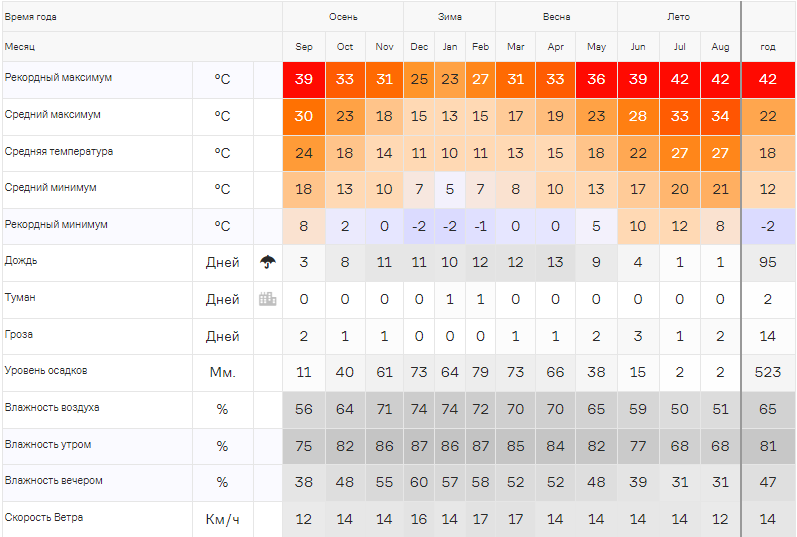 Время года Осень Зима Весна Лето
Месяц Sep Oct Nov Dec Jan Feb Mar Apr May Jun Jul Aug год
Рекордный максимум °C 39 33 31 25 23 27 31 33 36 39 42 42 42
Средний максимум °C 30 23 18 15 13 15 17 19 23 28 33 34 22
Средняя температура °C 24 18 14 11 10 11 13 15 18 22 27 27 18
Средний минимум °C 18 13 10 7 5 7 8 10 13 17 20 21 12
Рекордный минимум °C 8 2 0 -2 -2 -1 0 0 5 10 12 8 -2
Дождь Дней 3 8 11 11 10 12 12 13 9 4 1 1 95
Туман Дней 0 0 0 0 1 1 0 0 0 0 0 0 2
Гроза Дней 2 1 1 0 0 0 1 1 2 3 1 2 14
Уровень осадков Мм. 11 40 61 73 64 79 73 66 38 15 2 2 523
Влажность воздуха % 56 64 71 74 74 72 70 70 65 59 50 51 65
Влажность утром % 75 82 86 87 86 87 85 84 82 77 68 68 81
Влажность вечером % 38 48 55 60 57 58 52 52 48 39 31 31 47
Скорость Ветра Км/ч 12 14 14 16 14 17 17 14 14 14 14 12 14